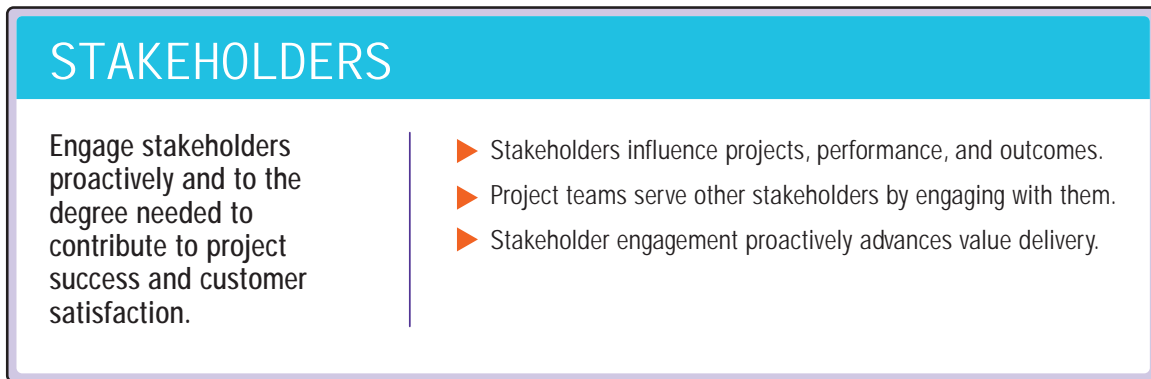 STAKEHOLDERS
Engage stakeholders
proactively and to the
degree needed to
contribute to project
success and customer
satisfaction.
Stakeholders influence projects, performance, and outcomes.
Project teams serve other stakeholders by engaging with them.
Stakeholder engagement proactively advances value delivery.